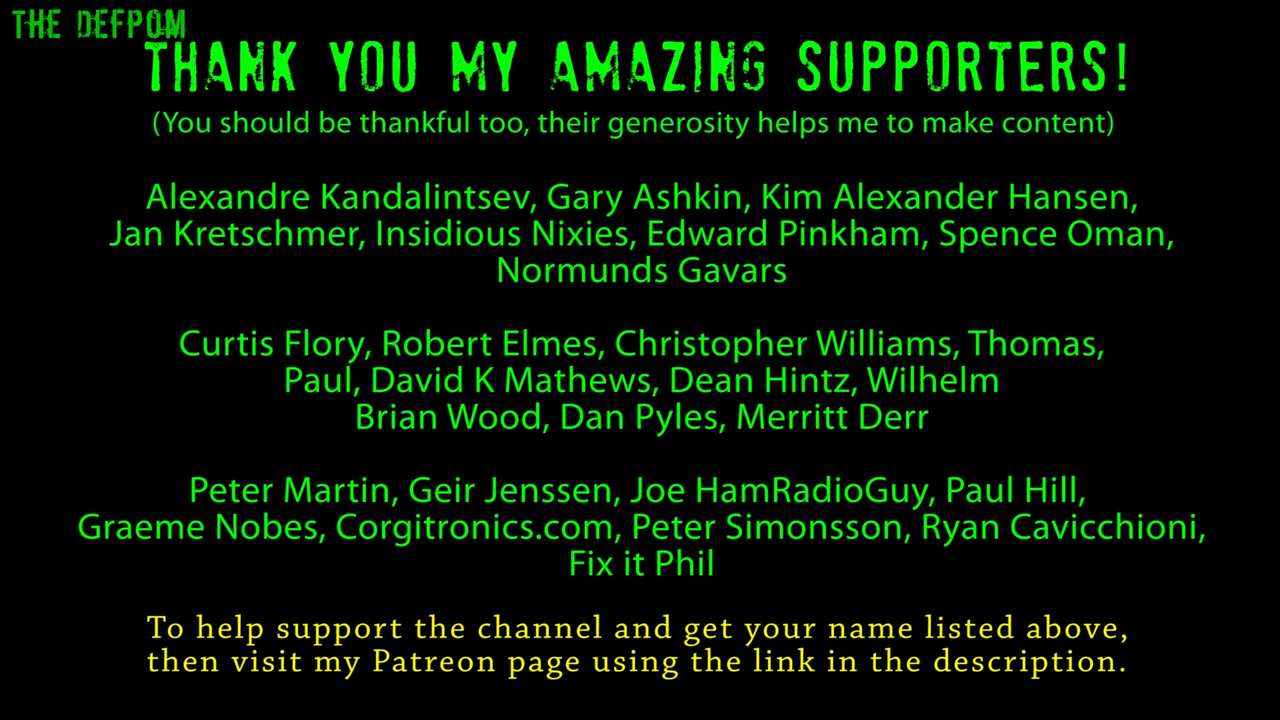 THE DEFPOM
THANK YOU MY AMAZING SUPPORTERS!
(You should be thankful too, their generosity helps me to make content)
Alexandre Kandalintsev, Gary Ashkin, Kim Alexander Hansen,
Jan Kretschmer, Insidious Nixies, Edward Pinkham, Spence Oman,
Normunds Gavars
Curtis Flory, Robert Elmes, Christopher Williams, Thomas,
Paul, David K Mathews, Dean Hintz, Wilhelm
Brian Wood, Dan Pyles, Merritt Derr
Peter Martin, Geir Jenssen, Joe HamRadioGuy, Paul Hill,
Graeme Nobes, Corgitronics.com, Peter Simonsson, Ryan Cavicchioni,
Fix it Phil
To help support the channel and get your name listed above,
then visit my Patreon page using the link in the description.